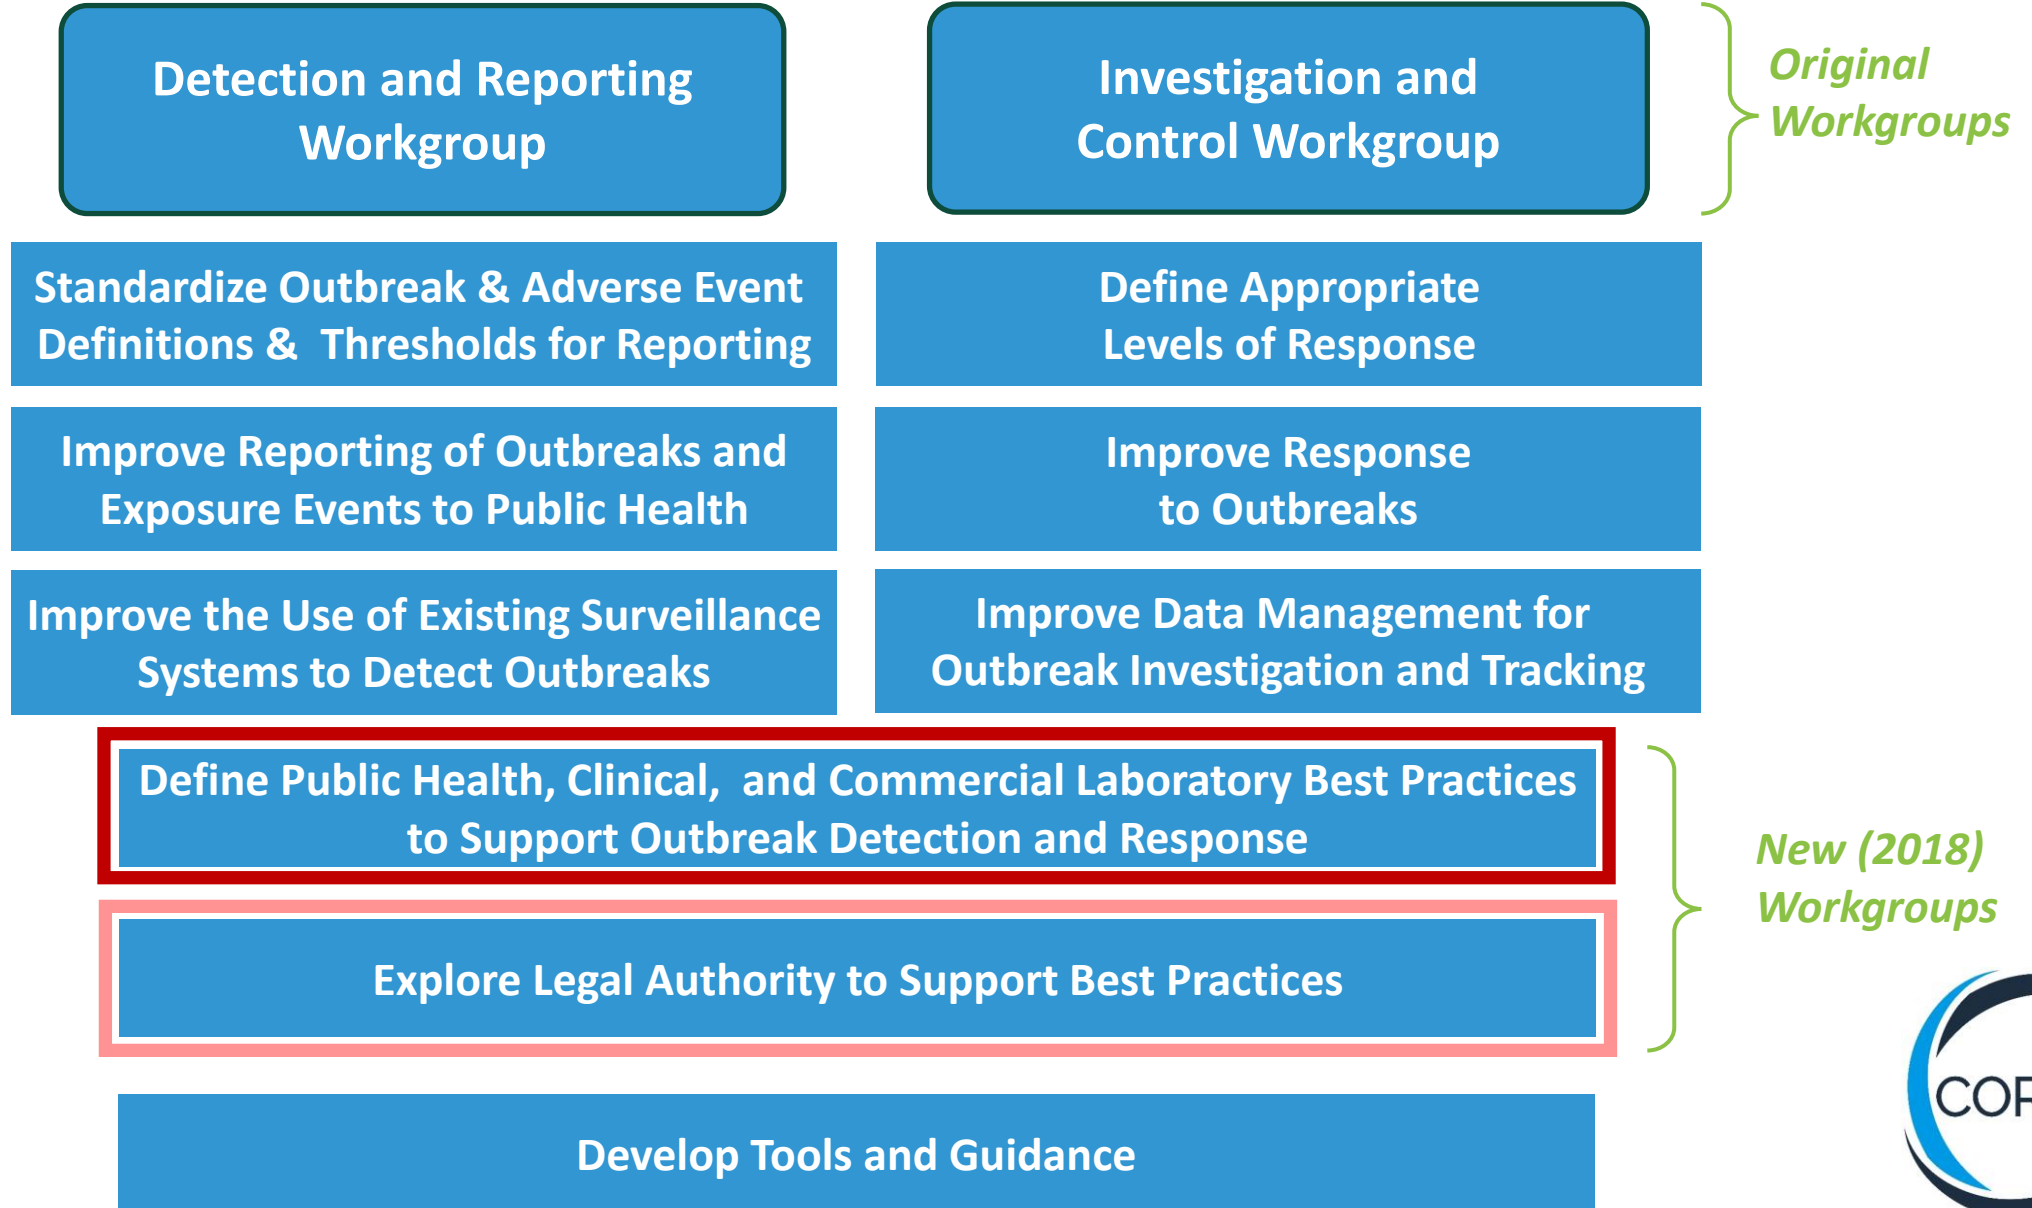 Detection and Reporting
Workgroup
Investigation and
Control Workgroup
Original
Workgroups
Standardize Outbreak & Adverse Event
Definitions & Thresholds for Reporting
Define Appropriate
Levels of Response
Improve Reporting of Outbreaks and
Exposure Events to Public Health
Improve Response
to Outbreaks
Improve the Use of Existing Surveillance
Systems to Detect Outbreaks
Improve Data Management for
Outbreak Investigation and Tracking
Define Public Health, Clinical, and Commercial Laboratory Best Practices
to Support Outbreak Detection and Response
Explore Legal Authority to Support Best Practices
New (2018)
Workgroups
Develop Tools and Guidance